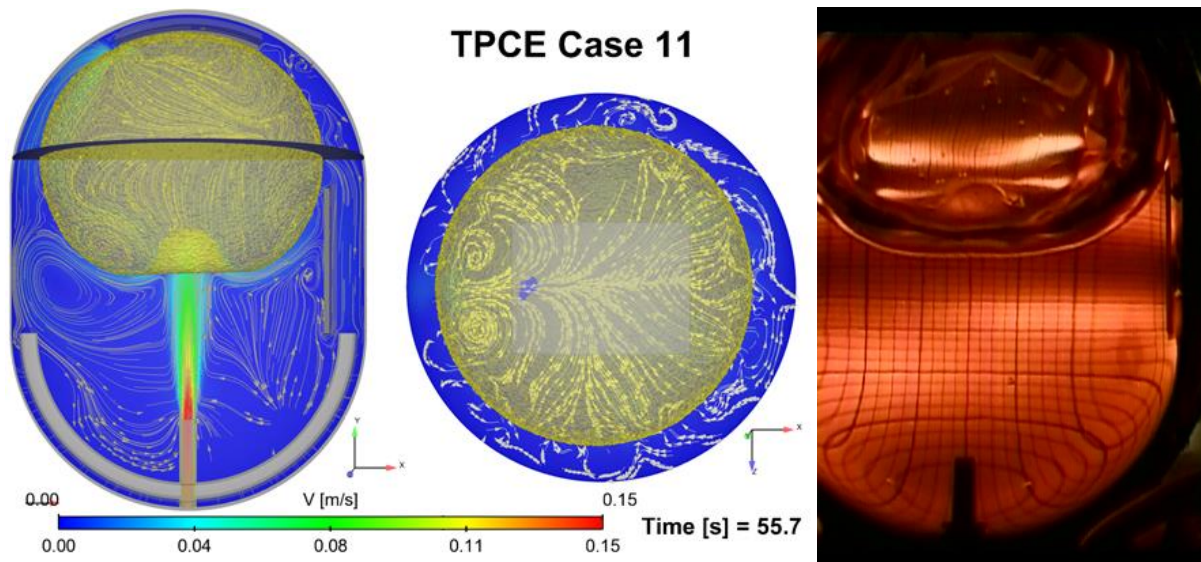 TPCE Case 11
Y
X
X
Z
0.00 V [m/s] 0.15
0.00 0.04 0.08 0.11 0.15
Time [s] = 55.7